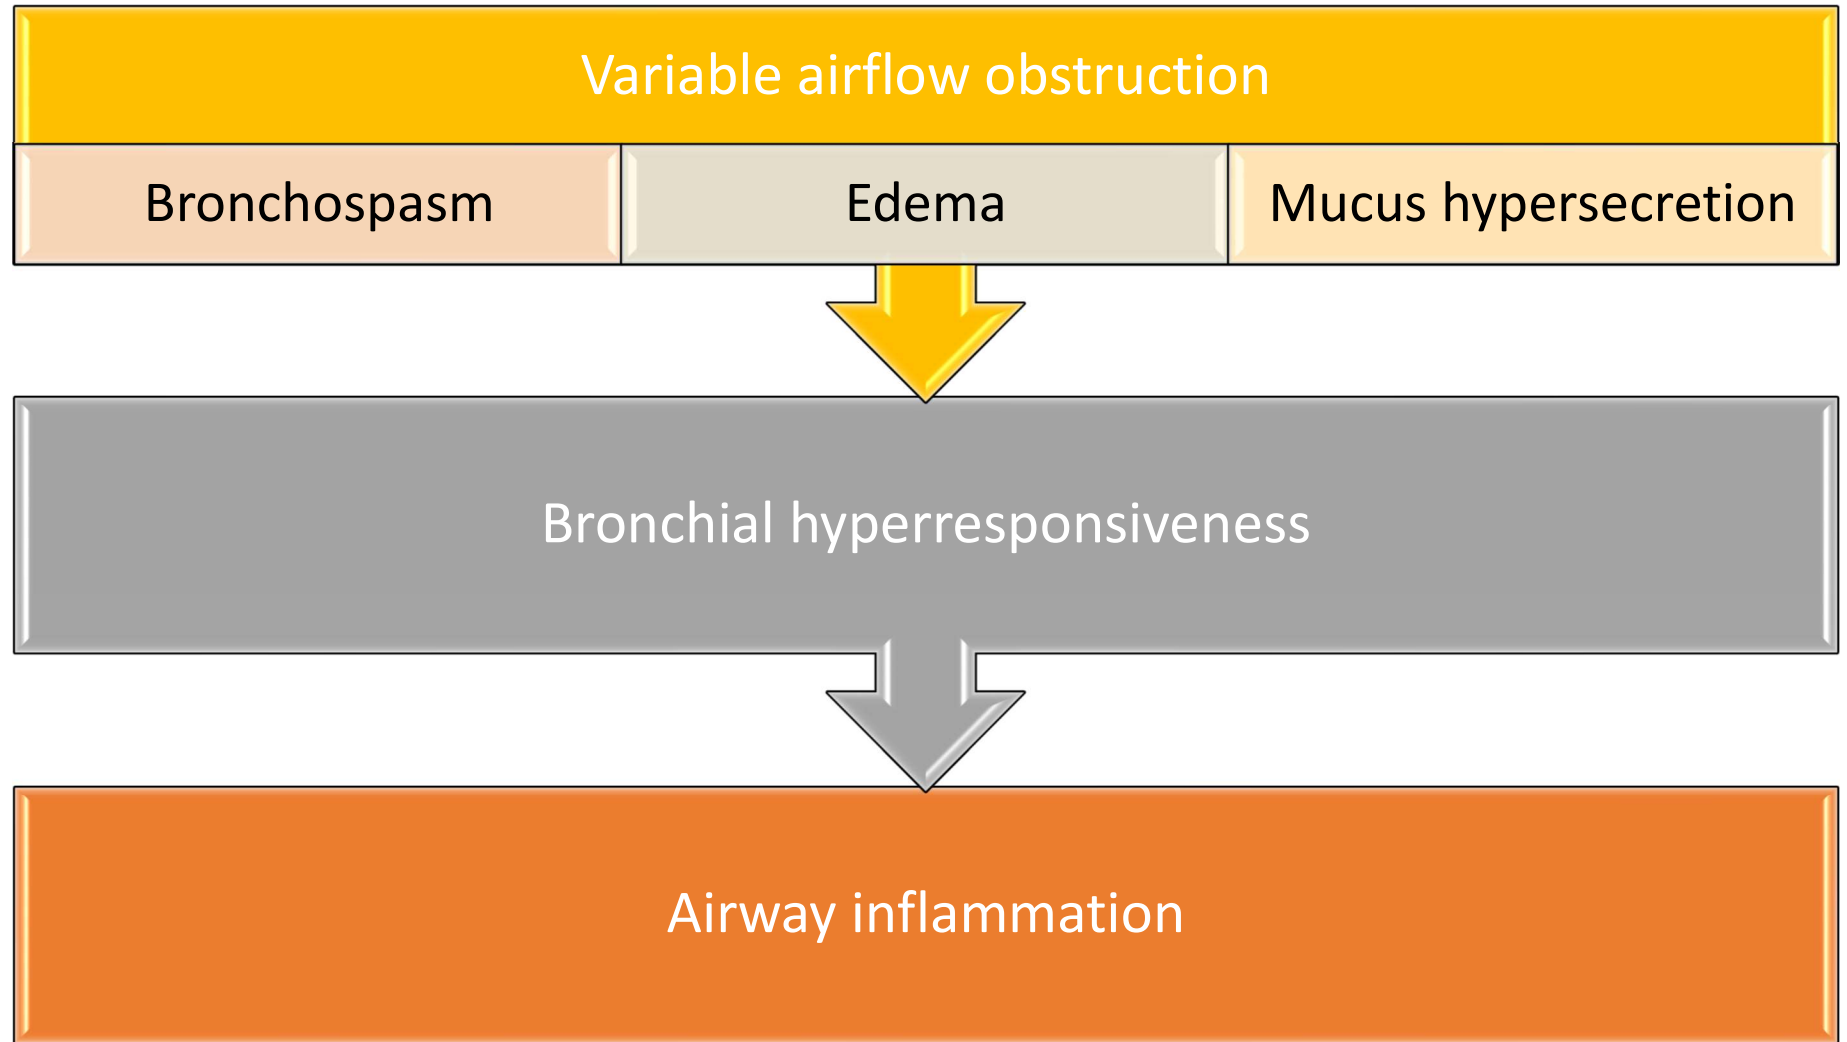 Variable airflow obstruction
Bronchospasm
Edema
Mucus hypersecretion
Bronchial hyperresponsiveness
Airway inflammation